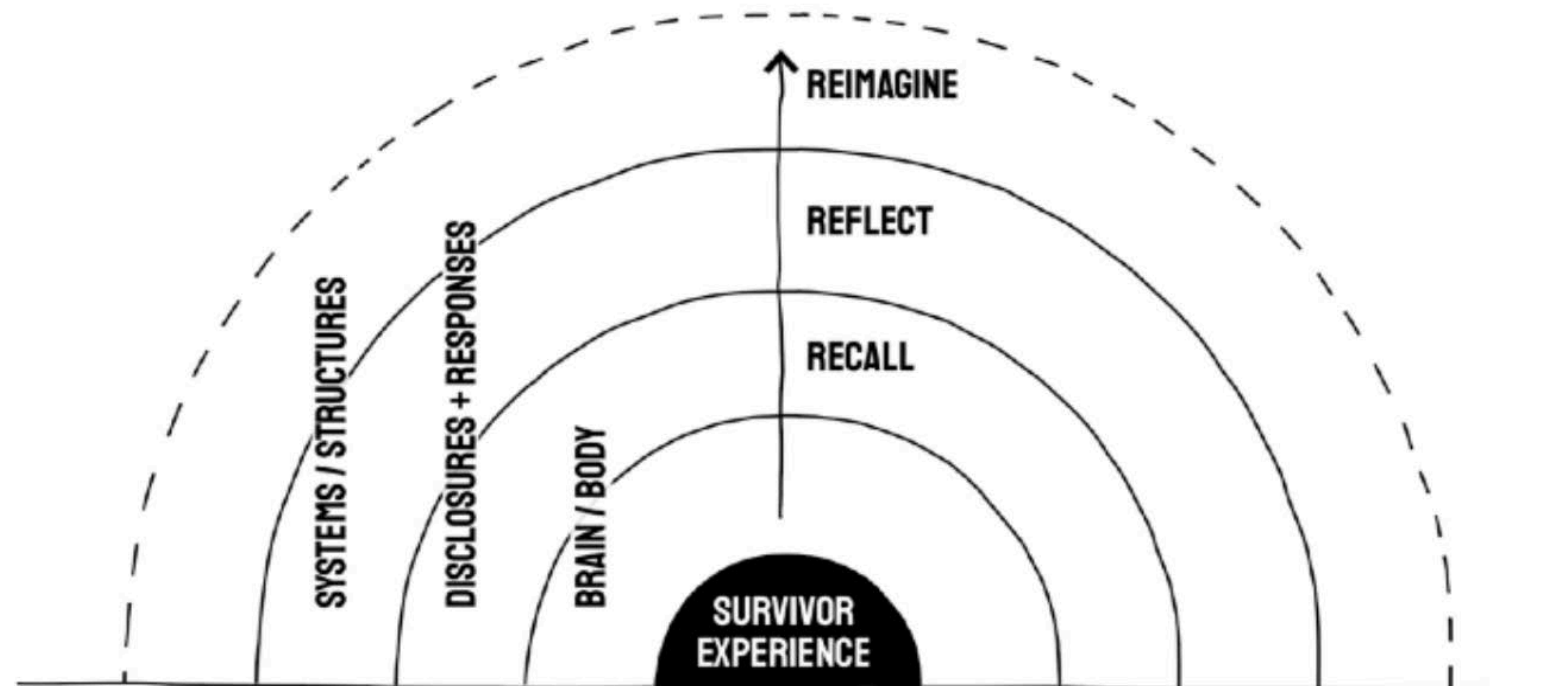 REIMAGINE
REFLECT
RECALL
SYSTEMS / STRUCTURES
DISCLOSURES + RESPONSES
BRAIN / BODY
SURVIVOR
EXPERIENCE